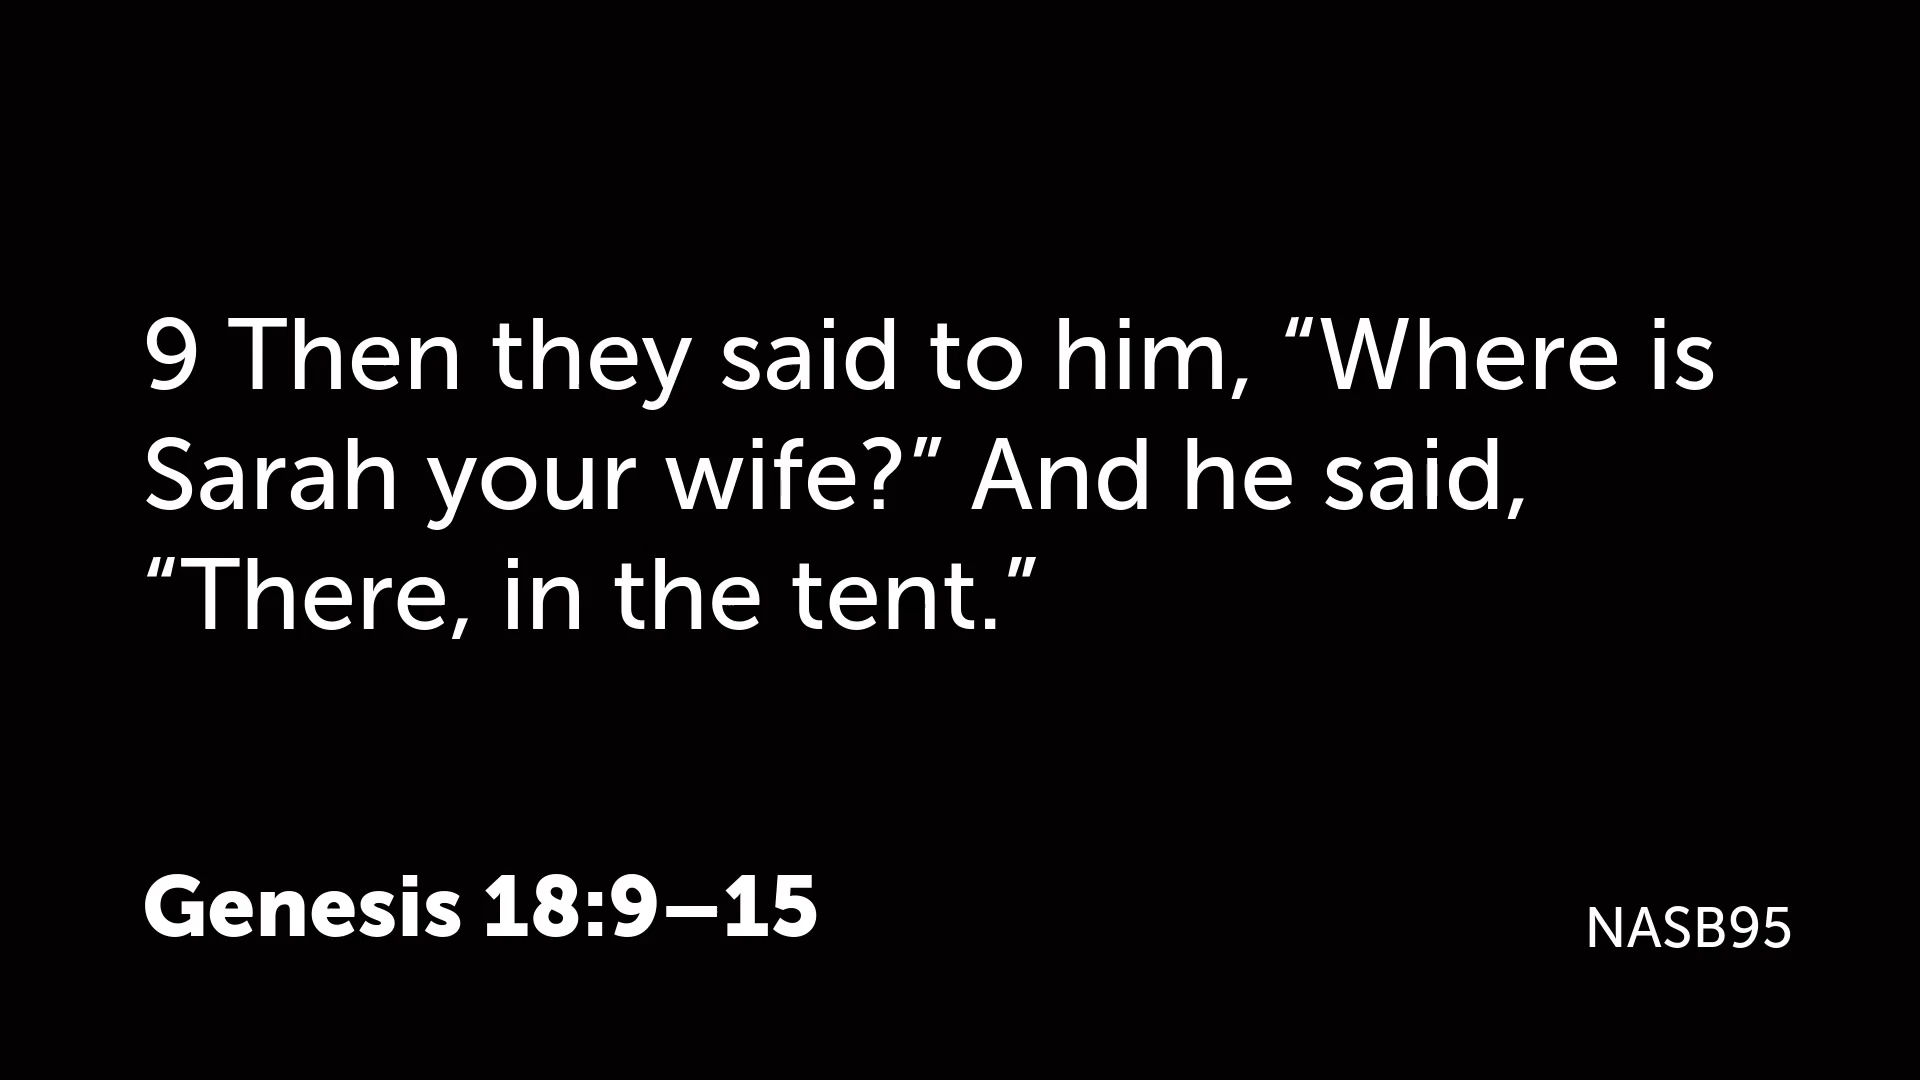 9 Then they said to him, “Where is
Sarah your wife?” And he said,
“There, in the tent.”
Genesis 18:9–15
NASB95